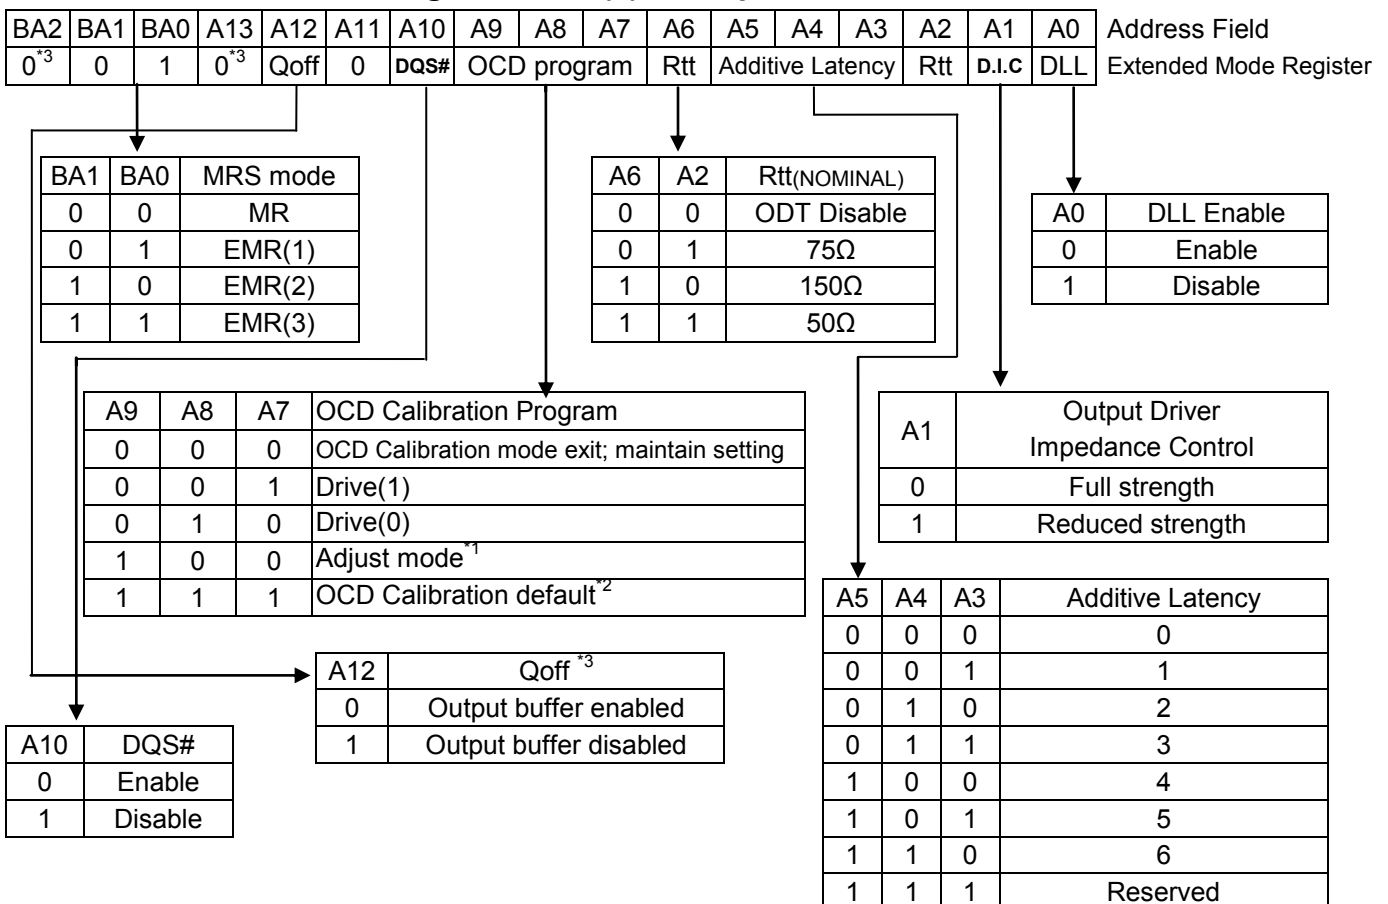 BA2 BA1 BA0 A13 A12 A11 A10 A9 A8 A7 A6 A5 A4 A3 A2 A1 A0 Address Field
0*3 0 1 0*3 Qoff 0 DQS# OCD program Rtt Additive Latency Rtt D.I.C DLL Extended Mode Register
BA1 BA0 MRS mode
0 0 MR
0 1 EMR(1)
1 0 EMR(2)
1 1 EMR(3)
A6 A2 Rtt(NOMINAL)
0 0 ODT Disable
0 1 75Ω
1 0 150Ω
1 1 50Ω
A0 DLL Enable
0 Enable
1 Disable
A9 A8 A7 OCD Calibration Program
0 0 0 OCD Calibration mode exit; maintain setting
0 0 1 Drive(1)
0 1 0 Drive(0)
1 0 0 Adjust mode*1
1 1 1 OCD Calibration default*2
A1 Output Driver
Impedance Control
0 Full strength
1 Reduced strength
A12 Qoff *3
0 Output buffer enabled
1 Output buffer disabled
A10 DQS#
0 Enable
1 Disable
A5 A4 A3 Additive Latency
0 0 0 0
0 0 1 1
0 1 0 2
0 1 1 3
1 0 0 4
1 0 1 5
1 1 0 6
1 1 1 Reserved